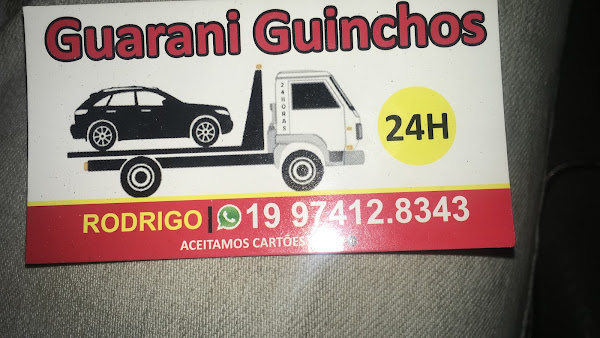 Guarani Guinchos
24 HORAS
24H
RODRIGO | 19 97412.8343
ACEITAMOS CARTÕES